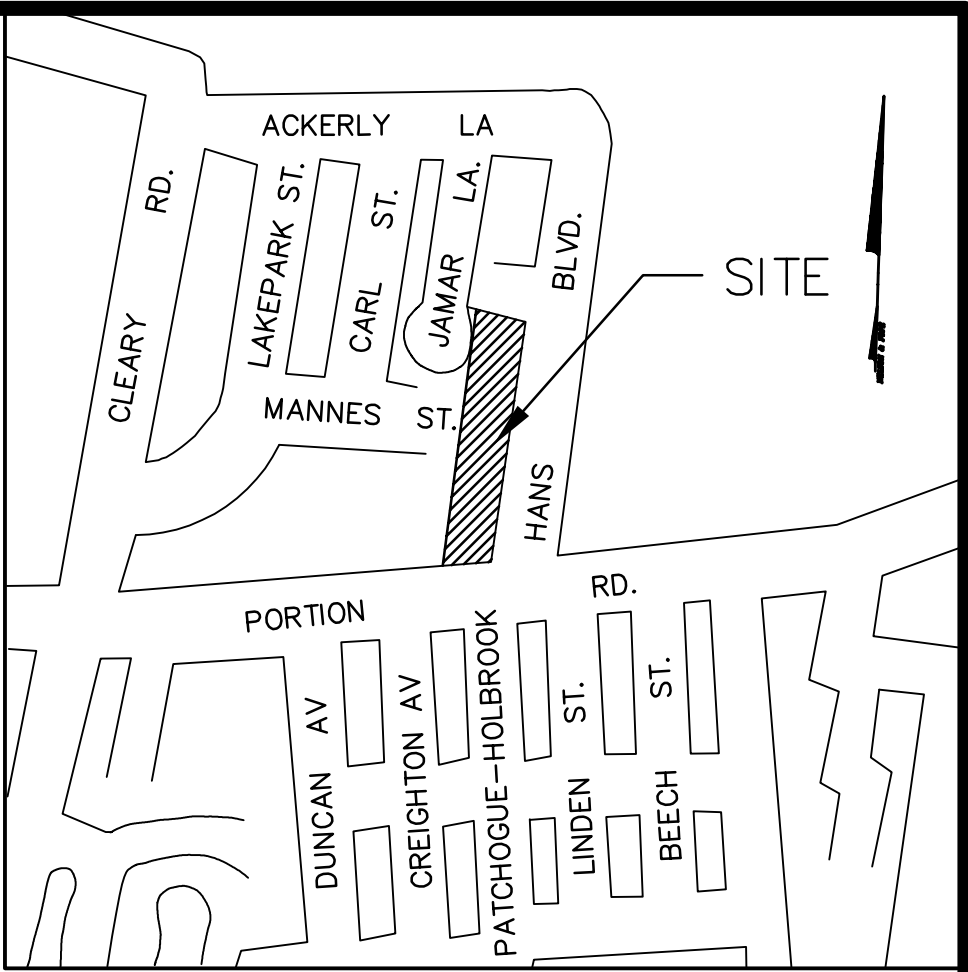 ACKERLY LA
CLEARY RD.
LAKEPARK ST.
CARL ST.
JAMAR LA.
HANS BLVD.
SITE
MANNES ST.
PORTION RD.
DUNCAN AV
CREIGHTON AV
PATCHOGUE-HOLBROOK
LINDEN ST.
BEECH ST.